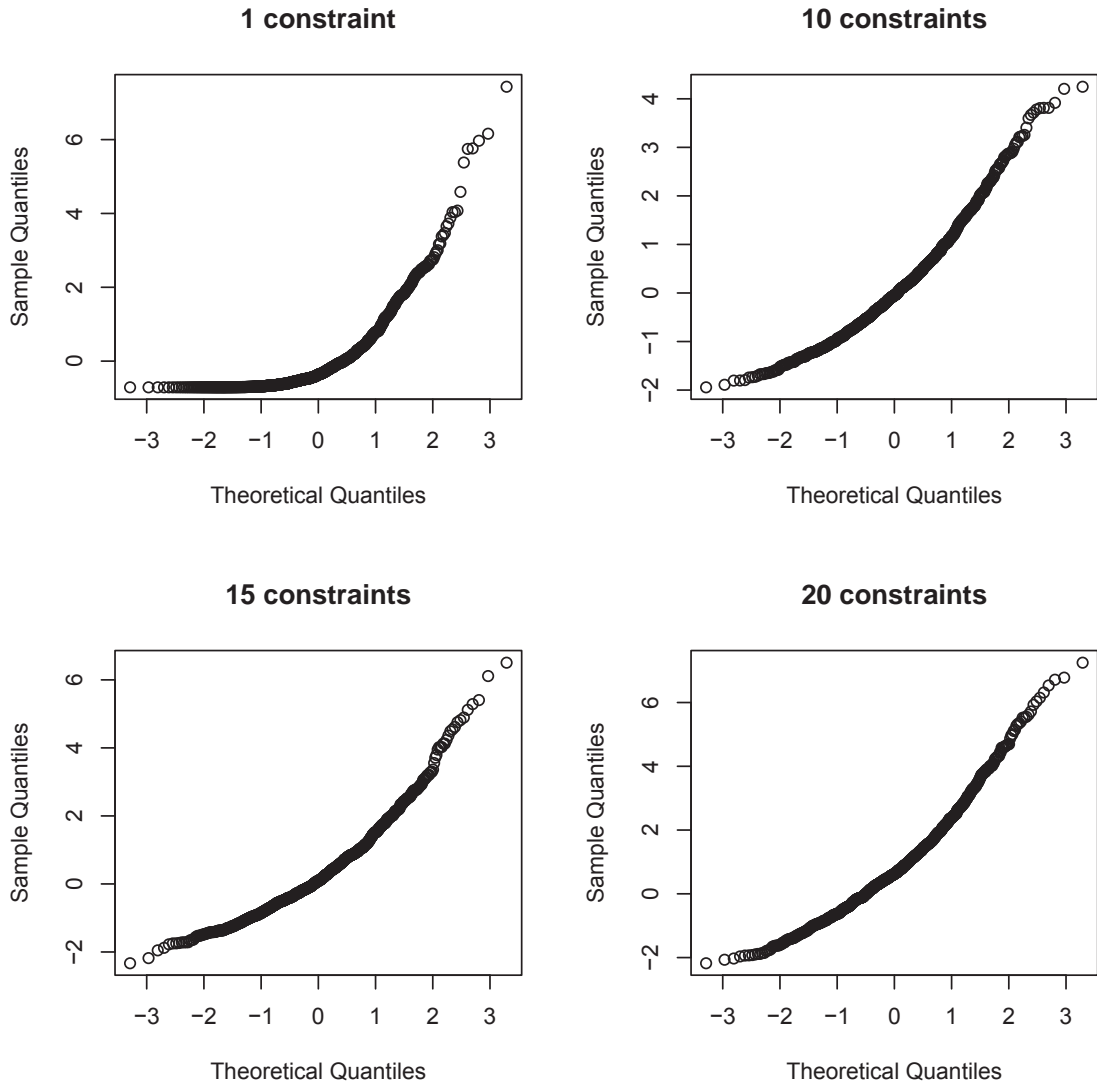 1 constraint
Sample Quantiles
6
4
2
0
−3 −2 −1 0 1 2 3
Theoretical Quantiles
10 constraints
Sample Quantiles
4
3
2
1
0
−1
−2
−3 −2 −1 0 1 2 3
Theoretical Quantiles
15 constraints
Sample Quantiles
6
4
2
0
−2
−3 −2 −1 0 1 2 3
Theoretical Quantiles
20 constraints
Sample Quantiles
6
4
2
0
−2
−3 −2 −1 0 1 2 3
Theoretical Quantiles